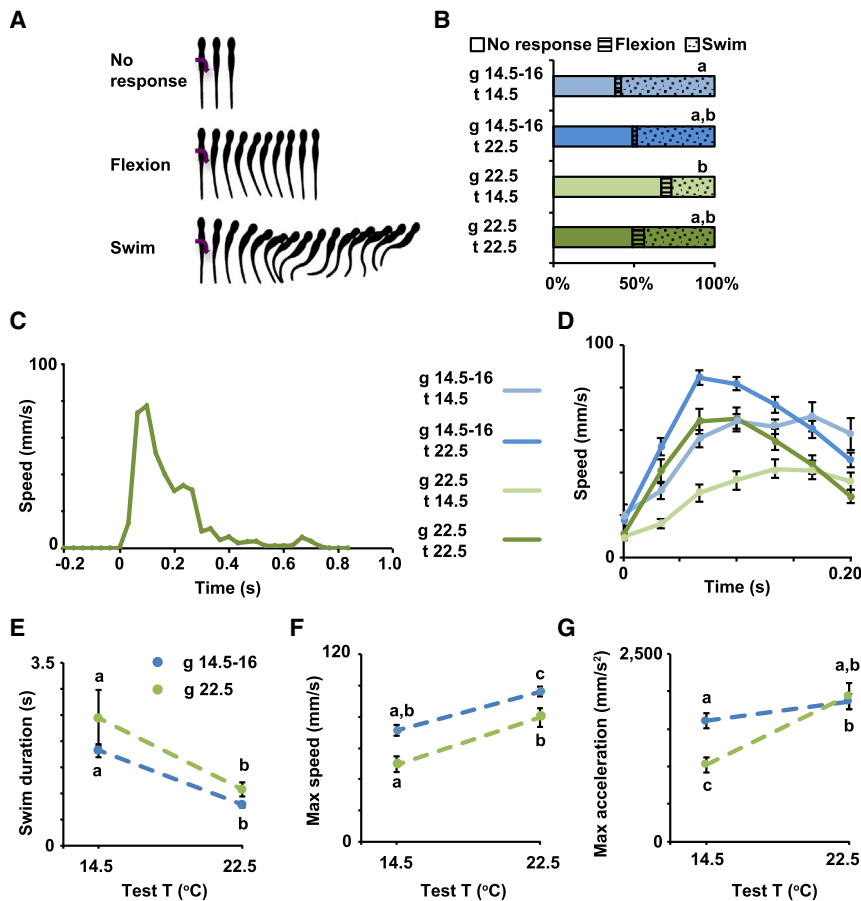 A
No
response
Flexion
Swim
B
No response Flexion Swim
g 14.5-16
t 14.5
a
g 14.5-16
t 22.5
a,b
g 22.5
t 14.5
b
g 22.5
t 22.5
a,b
0% 50% 100%
C
100
Speed (mm/s)
0
-0.2 0 0.2 0.4 0.6 0.8 1.0
Time (s)
g 14.5-16
t 14.5
g 14.5-16
t 22.5
g 22.5
t 14.5
g 22.5
t 22.5
D
100
Speed (mm/s)
0
0 0.20
Time (s)
E
3.5
Swim duration (s)
0
g 14.5-16
g 22.5
a
a
b
b
14.5 22.5
Test T (°C)
F
120
Max speed (mm/s)
0
a,b
a
c
b
14.5 22.5
Test T (°C)
G
2,500
Max acceleration (mm/s²)
0
a
c
a,b
b
14.5 22.5
Test T (°C)